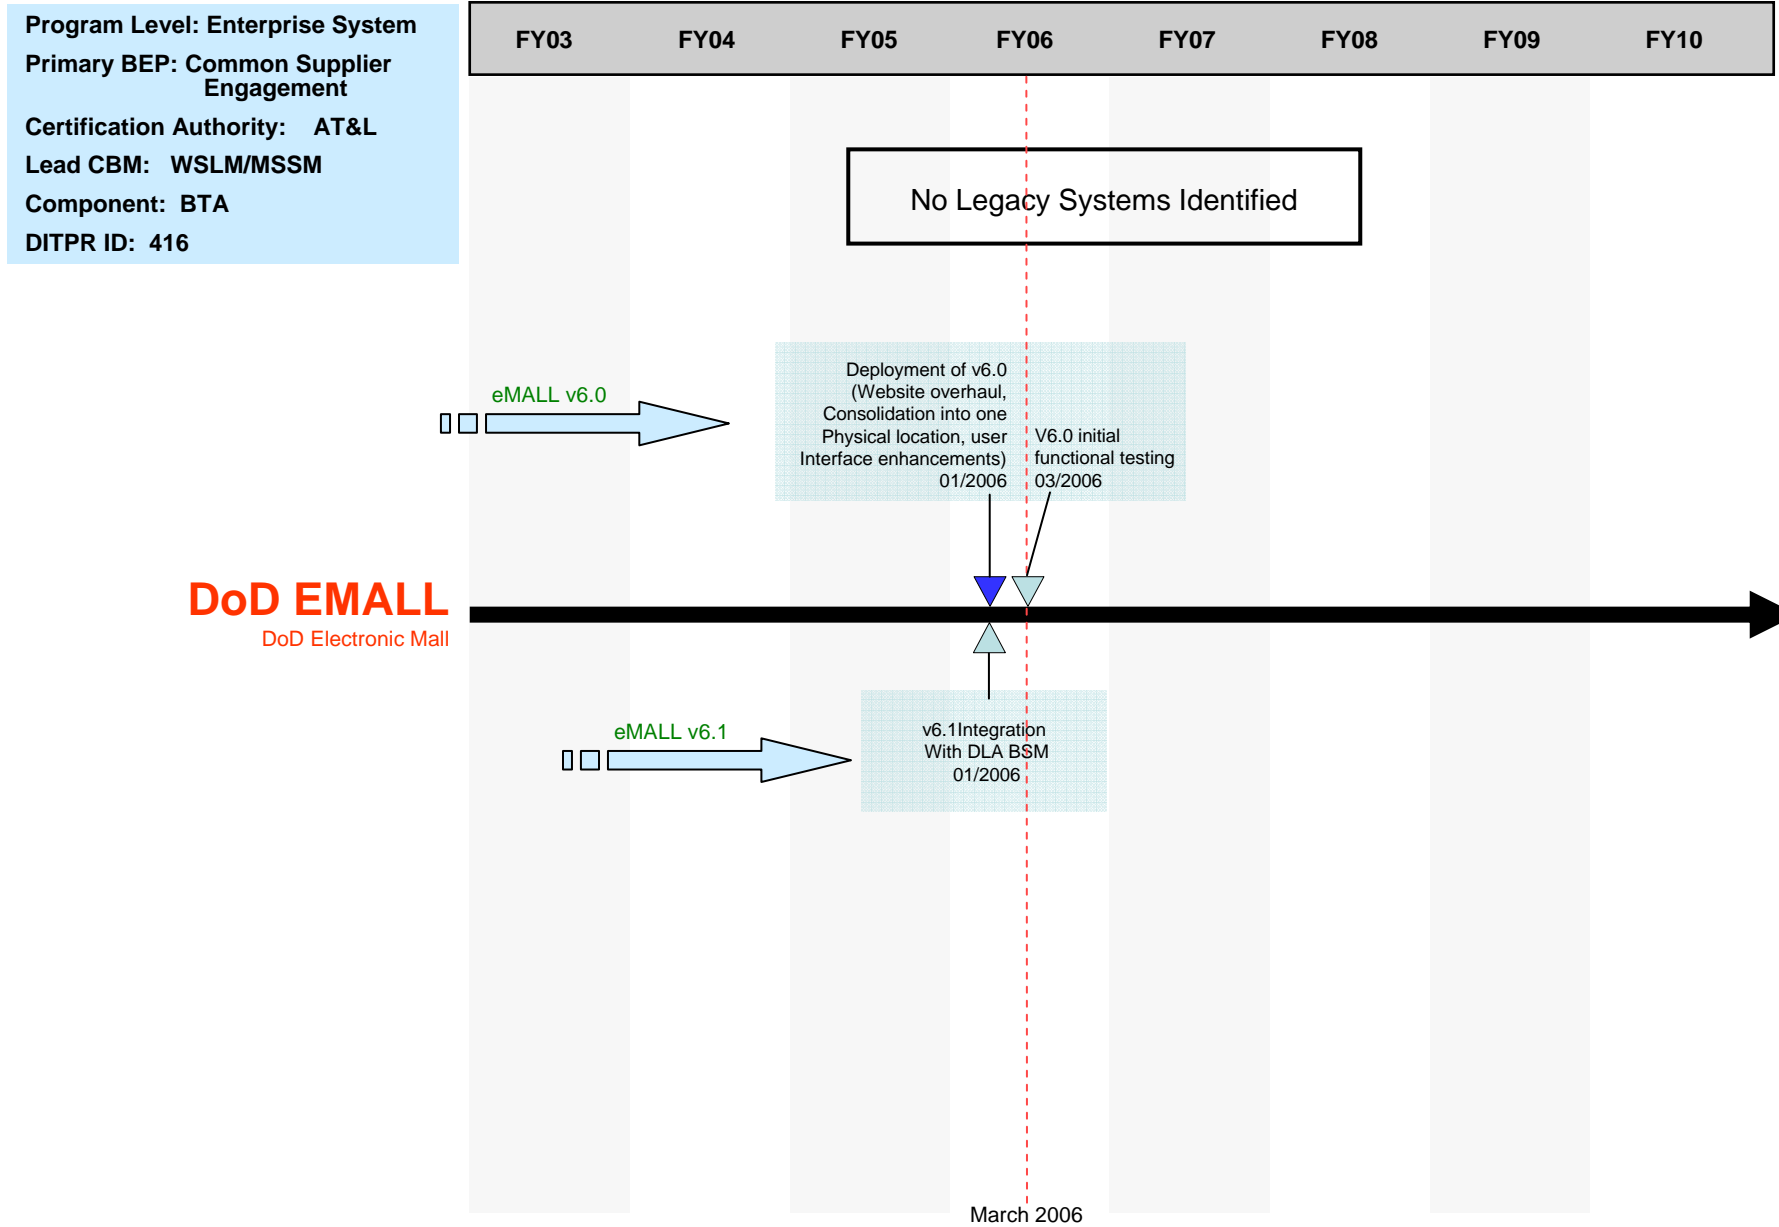 Program Level: Enterprise System
Primary BEP: Common Supplier
Engagement
Certification Authority: AT&L
Lead CBM: WSLM/MSSM
Component: BTA
DITPR ID: 416
FY03 FY04 FY05 FY06 FY07 FY08 FY09 FY10
No Legacy Systems Identified
eMALL v6.0
Deployment of v6.0
(Website overhaul,
Consolidation into one
Physical location, user
Interface enhancements)
01/2006
V6.0 initial
functional testing
03/2006
DoD EMALL
DoD Electronic Mall
eMALL v6.1
v6.1Integration
With DLA BSM
01/2006
March 2006